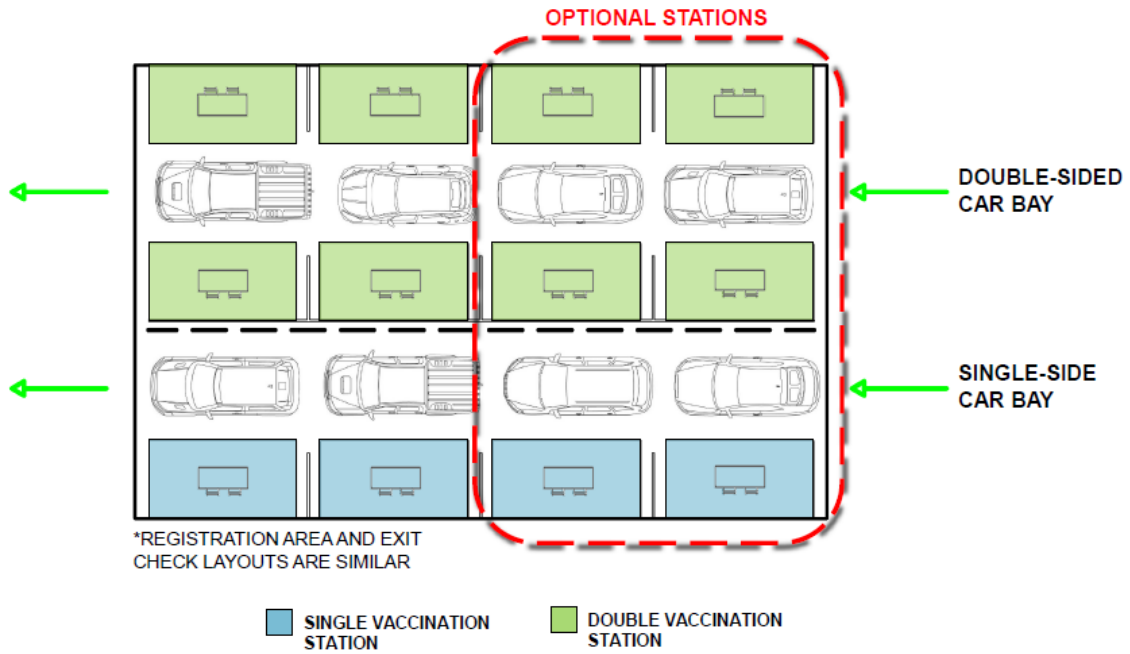 OPTIONAL STATIONS
DOUBLE-SIDED
CAR BAY
SINGLE-SIDE
CAR BAY
*REGISTRATION AREA AND EXIT
CHECK LAYOUTS ARE SIMILAR
SINGLE VACCINATION
STATION
DOUBLE VACCINATION
STATION